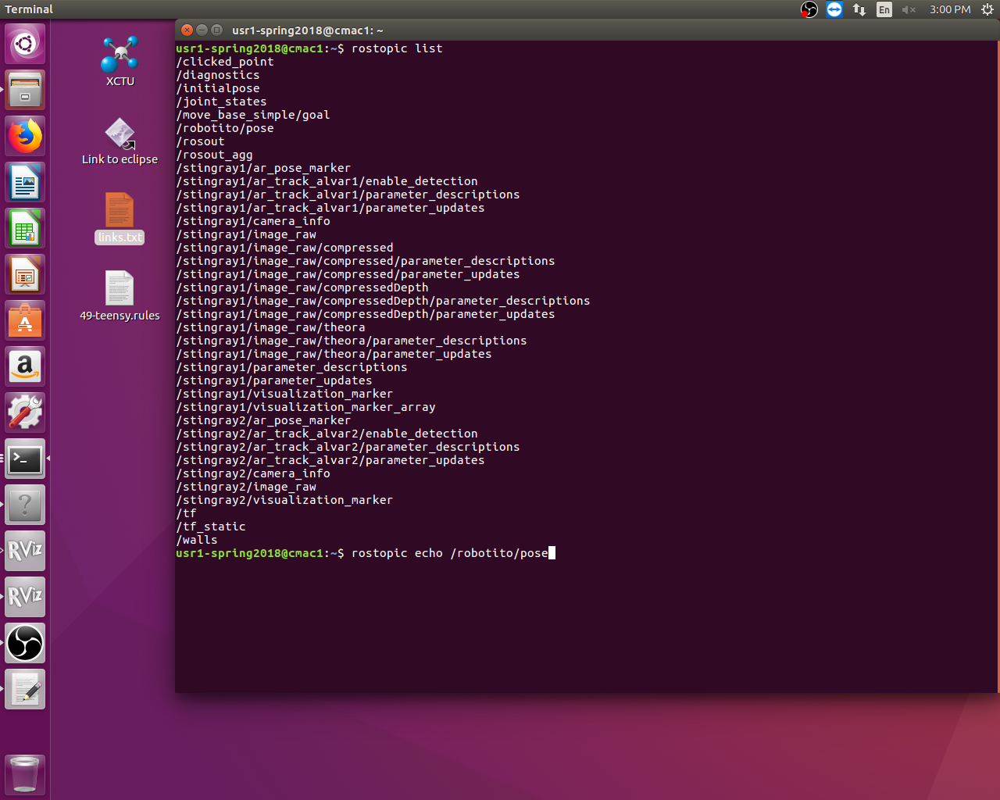 Terminal
En
3:00 PM
usr1-spring2018@cmac1: ~
XCTU
Link to eclipse
links.txt
49-teensy.rules
usr1-spring2018@cmac1:~$ rostopic list
/clicked_point
/diagnostics
/initialpose
/joint_states
/move_base_simple/goal
/robotito/pose
/rosout
/rosout_agg
/stingray1/ar_pose_marker
/stingray1/ar_track_alvar1/enable_detection
/stingray1/ar_track_alvar1/parameter_descriptions
/stingray1/ar_track_alvar1/parameter_updates
/stingray1/camera_info
/stingray1/image_raw
/stingray1/image_raw/compressed
/stingray1/image_raw/compressed/parameter_descriptions
/stingray1/image_raw/compressed/parameter_updates
/stingray1/image_raw/compressedDepth
/stingray1/image_raw/compressedDepth/parameter_descriptions
/stingray1/image_raw/compressedDepth/parameter_updates
/stingray1/image_raw/theora
/stingray1/image_raw/theora/parameter_descriptions
/stingray1/image_raw/theora/parameter_updates
/stingray1/parameter_descriptions
/stingray1/parameter_updates
/stingray1/visualization_marker
/stingray1/visualization_marker_array
/stingray2/ar_pose_marker
/stingray2/ar_track_alvar2/enable_detection
/stingray2/ar_track_alvar2/parameter_descriptions
/stingray2/ar_track_alvar2/parameter_updates
/stingray2/camera_info
/stingray2/image_raw
/stingray2/visualization_marker
/tf
/tf_static
/walls
usr1-spring2018@cmac1:~$ rostopic echo /robotito/pose
RViz
RViz